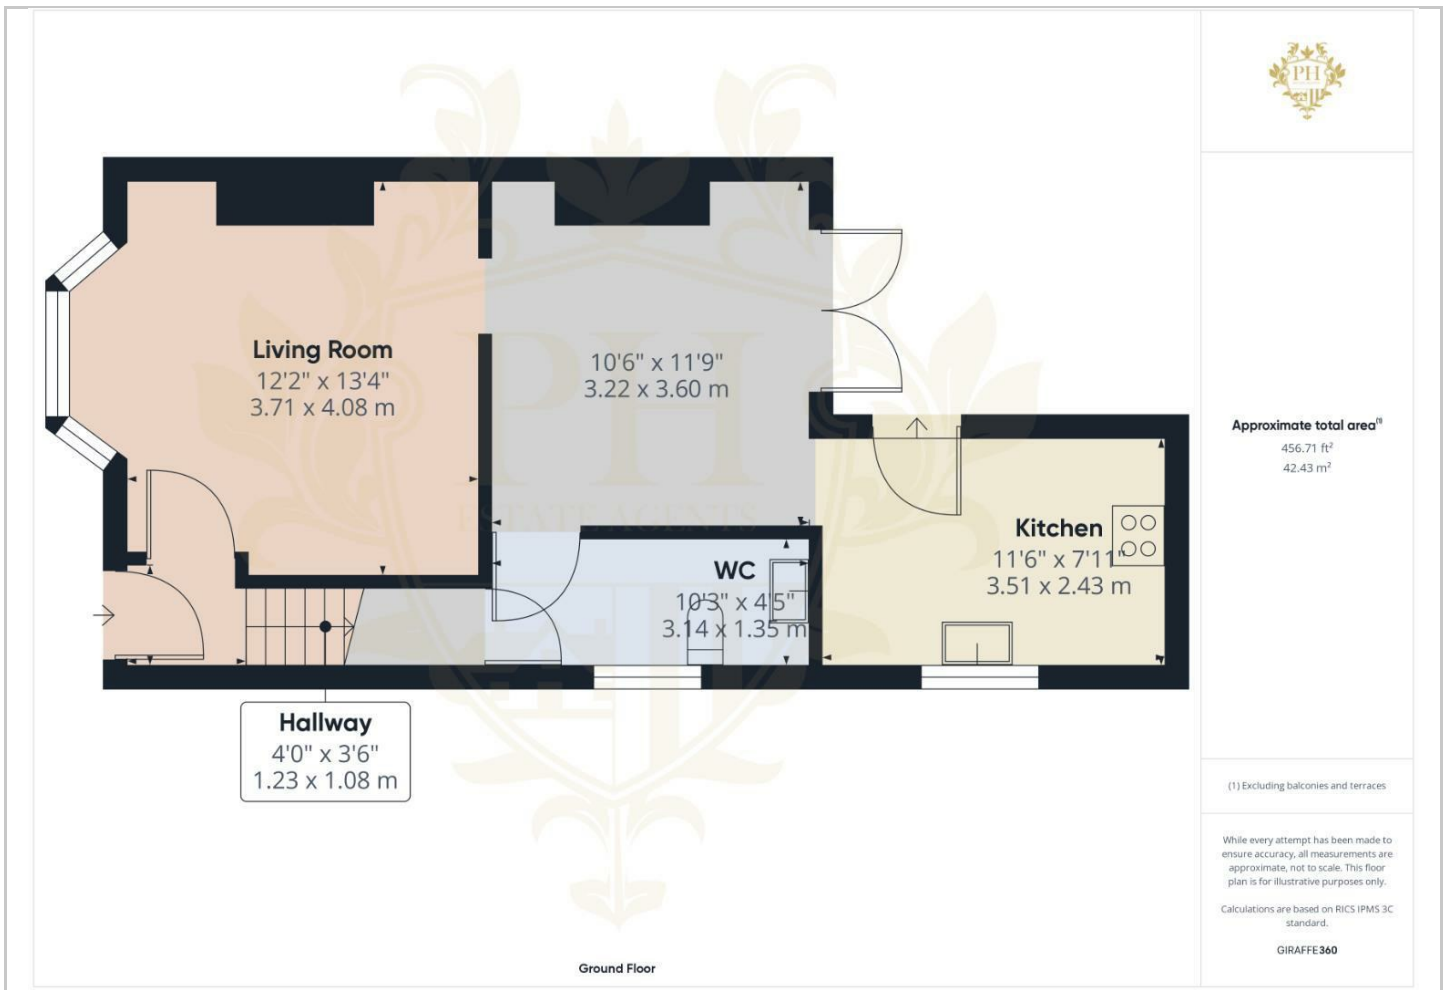 PH
Living Room
12'2" x 13'4"
3.71 x 4.08 m
10'6" x 11'9"
3.22 x 3.60 m
PH
ESTATE AGENTS
WC
10'3" x 4'5"
3.14 x 1.35 m
Kitchen
11'6" x 7'11"
3.51 x 2.43 m
Hallway
4'0" x 3'6"
1.23 x 1.08 m
Ground Floor
Approximate total area(1)
456.71 ft²
42.43 m²
(1) Excluding balconies and terraces
While every attempt has been made to
ensure accuracy, all measurements are
approximate, not to scale. This floor
plan is for illustrative purposes only.
Calculations are based on RICS IPMS 3C
standard.
GIRAFFE360